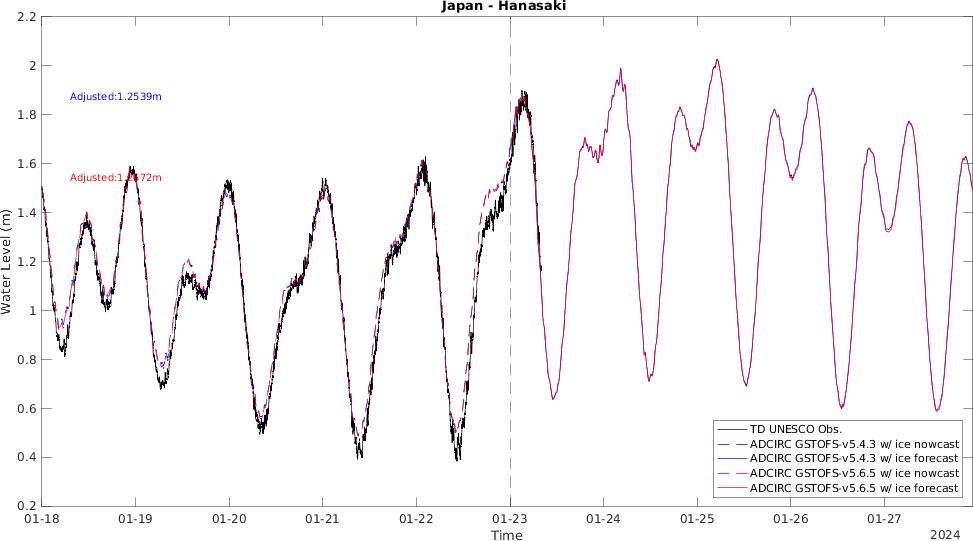 Japan - Hanasaki
2.2
2
1.8
1.6
1.4
1.2
1
0.8
0.6
0.4
0.2
Water Level (m)
Adjusted:1.2539m
TD UNESCO Obs.
ADCIRC GSTOFS-v5.4.3 w/ ice nowcast
ADCIRC GSTOFS-v5.4.3 w/ ice forecast
ADCIRC GSTOFS-v5.6.5 w/ ice nowcast
ADCIRC GSTOFS-v5.6.5 w/ ice forecast
01-18 01-19 01-20 01-21 01-22 01-23 01-24 01-25 01-26 01-27
Time
2024